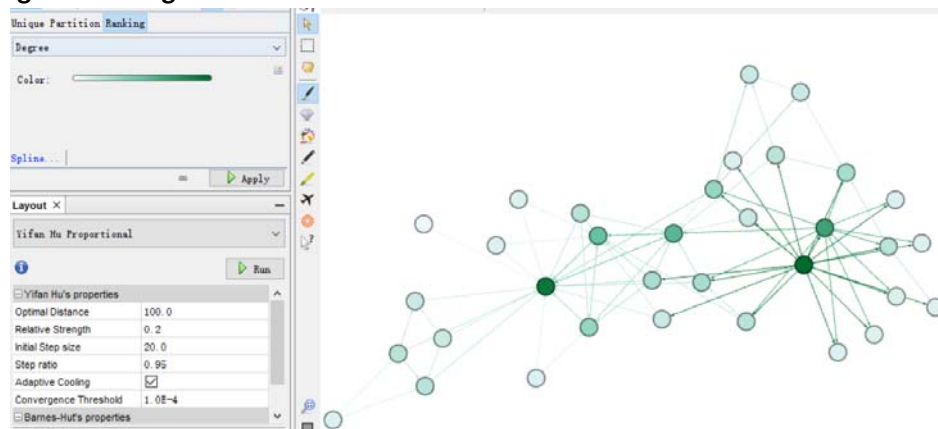 Unique Partition Ranking
Degree
Color:
Spline...
Apply
Layout ×
Yifan Hu Proportional
Run
Yifan Hu's properties
Optimal Distance 100.0
Relative Strength 0.2
Initial Step size 20.0
Step ratio 0.95
Adaptive Cooling
Convergence Threshold 1.0E-4
Barnes-Hut's properties